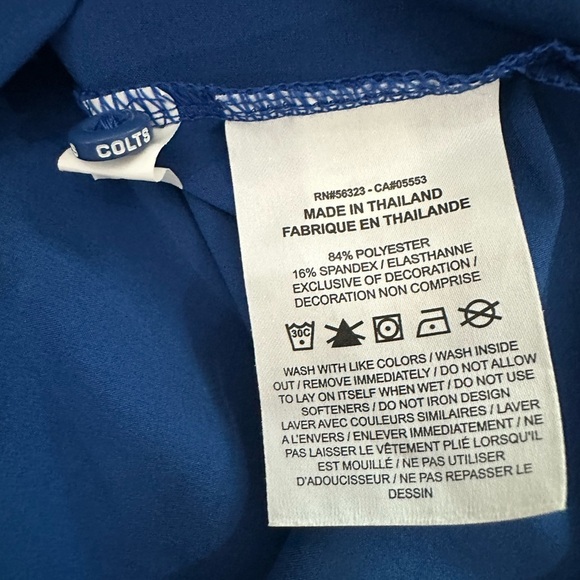 COLTS
RN#56323 - CA#05553
MADE IN THAILAND
FABRIQUE EN THAILANDE
84% POLYESTER
16% SPANDEX / ELASTHANNE
EXCLUSIVE OF DECORATION /
DECORATION NON COMPRISE
30C
WASH WITH LIKE COLORS / WASH INSIDE
OUT / REMOVE IMMEDIATELY / DO NOT ALLOW
TO LAY ON ITSELF WHEN WET / DO NOT USE
SOFTENERS / DO NOT IRON DESIGN
LAVER AVEC COULEURS SIMILAIRES / LAVER
A L'ENVERS / ENLEVER IMMEDIATEMENT / NE
PAS LAISSER LE VÊTEMENT PLIÉ LORSQU'IL
EST MOUILLÉ / NE PAS UTILISER
D'ADOUCISSEUR / NE PAS REPASSER LE
DESSIN